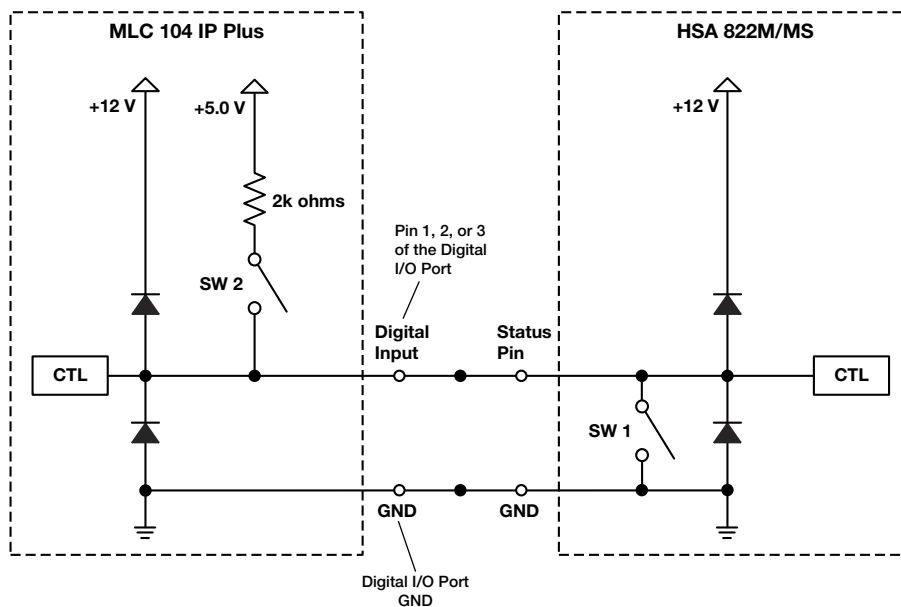 MLC 104 IP Plus
HSA 822M/MS
+12 V
+5.0 V
+12 V
2k ohms
Pin 1, 2, or 3
of the Digital
I/O Port
SW 2
Digital
Input
Status
Pin
CTL
CTL
SW 1
GND
GND
Digital I/O Port
GND